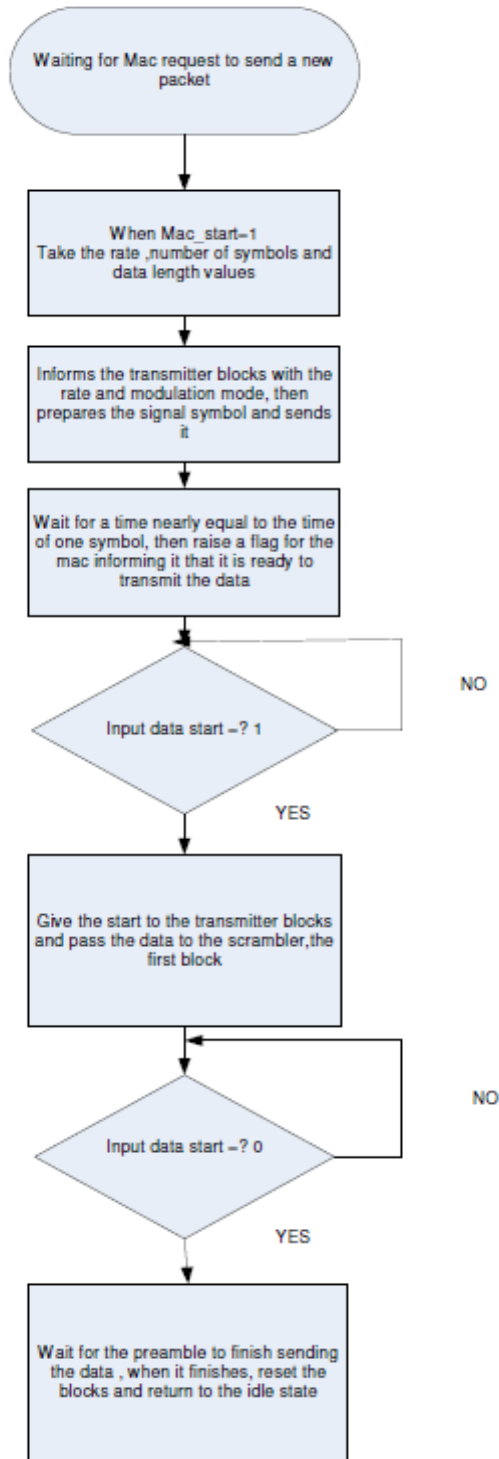 Waiting for Mac request to send a new
packet
When Mac_start=1
Take the rate ,number of symbols and
data length values
Informs the transmitter blocks with the
rate and modulation mode, then
prepares the signal symbol and sends
it
Wait for a time nearly equal to the time
of one symbol, then raise a flag for the
mac informing it that it is ready to
transmit the data
NO
Input data start =? 1
YES
Give the start to the transmitter blocks
and pass the data to the scrambler,the
first block
NO
Input data start =? 0
YES
Wait for the preamble to finish sending
the data , when it finishes, reset the
blocks and return to the idle state